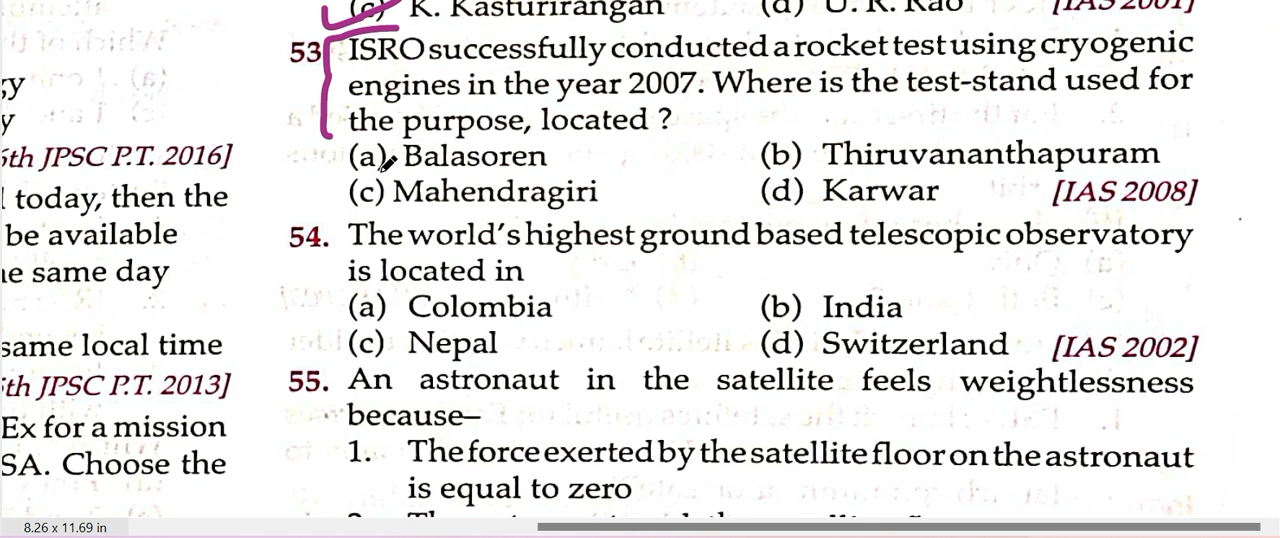 (c) K. Kasturirangan (d) U. R. Rao [IAS 2001]
53. ISRO successfully conducted a rocket test using cryogenic
engines in the year 2007. Where is the test-stand used for
the purpose, located ?
(a) Balasoren (b) Thiruvananthapuram
(c) Mahendragiri (d) Karwar [IAS 2008]
54. The world's highest ground based telescopic observatory
is located in
(a) Colombia (b) India
(c) Nepal (d) Switzerland [IAS 2002]
55. An astronaut in the satellite feels weightlessness
because–
1. The force exerted by the satellite floor on the astronaut
is equal to zero
y
th JPSC P.T. 2016]
today, then the
be available
same day
same local time
th JPSC P.T. 2013]
Ex for a mission
SA. Choose the
8.26 x 11.69 in